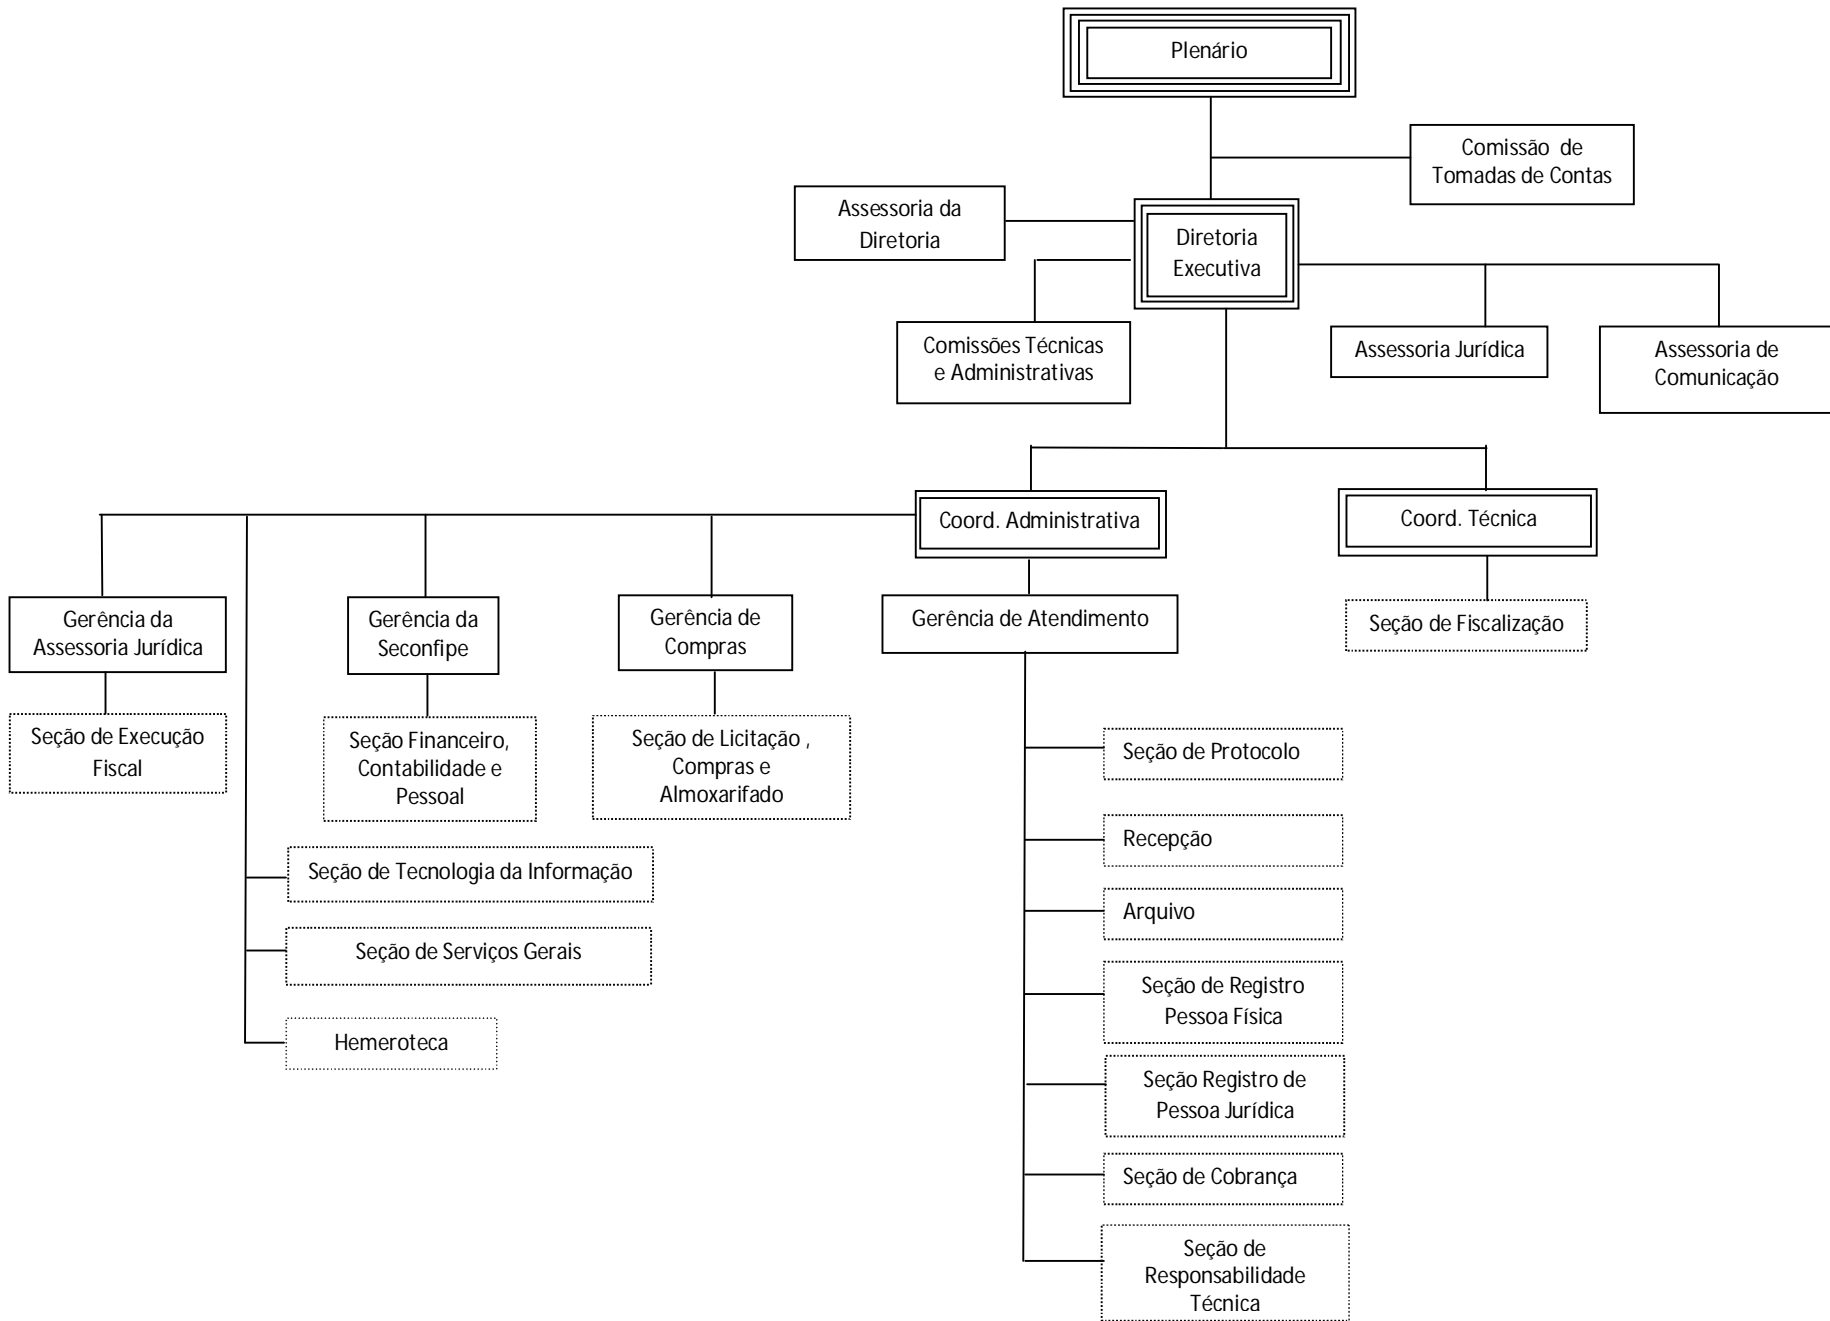 Plenário
Comissão de
Tomadas de Contas
Assessoria da
Diretoria
Diretoria
Executiva
Comissões Técnicas
e Administrativas
Assessoria Jurídica
Assessoria de
Comunicação
Coord. Administrativa
Coord. Técnica
Gerência da
Assessoria Jurídica
Gerência da
Seconfipe
Gerência de
Compras
Gerência de Atendimento
Seção de Fiscalização
Seção de Execução
Fiscal
Seção Financeiro,
Contabilidade e
Pessoal
Seção de Licitação ,
Compras e
Almoxarifado
Seção de Protocolo
Recepção
Seção de Tecnologia da Informação
Arquivo
Seção de Serviços Gerais
Seção de Registro
Pessoa Física
Hemeroteca
Seção Registro de
Pessoa Jurídica
Seção de Cobrança
Seção de
Responsabilidade
Técnica